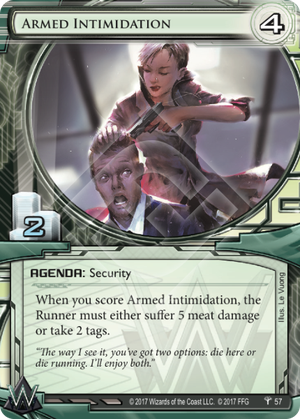 Armed Intimidation
4
2
AGENDA: Security
When you score Armed Intimidation, the
Runner must either suffer 5 meat damage
or take 2 tags.
“The way I see it, you’ve got two options: die here or
die running. I’ll enjoy both.”
Illus. Le Vuong
© 2017 Wizards of the Coast LLC. © 2017 FFG
57